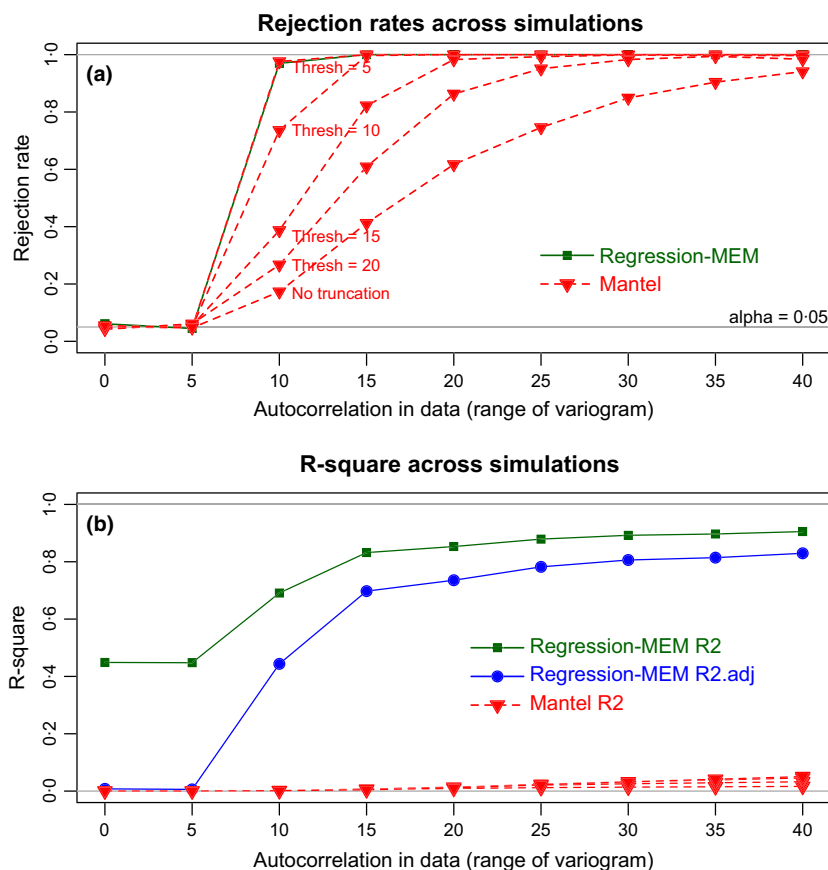 Rejection rates across simulations
(a)
Rejection rate
0·0
0·2
0·4
0·6
0·8
1·0
Thresh = 5
Thresh = 10
Thresh = 15
Thresh = 20
No truncation
Regression-MEM
Mantel
alpha = 0·05
0 5 10 15 20 25 30 35 40
Autocorrelation in data (range of variogram)
R-square across simulations
(b)
R-square
0·0
0·2
0·4
0·6
0·8
1·0
Regression-MEM R2
Regression-MEM R2.adj
Mantel R2
0 5 10 15 20 25 30 35 40
Autocorrelation in data (range of variogram)